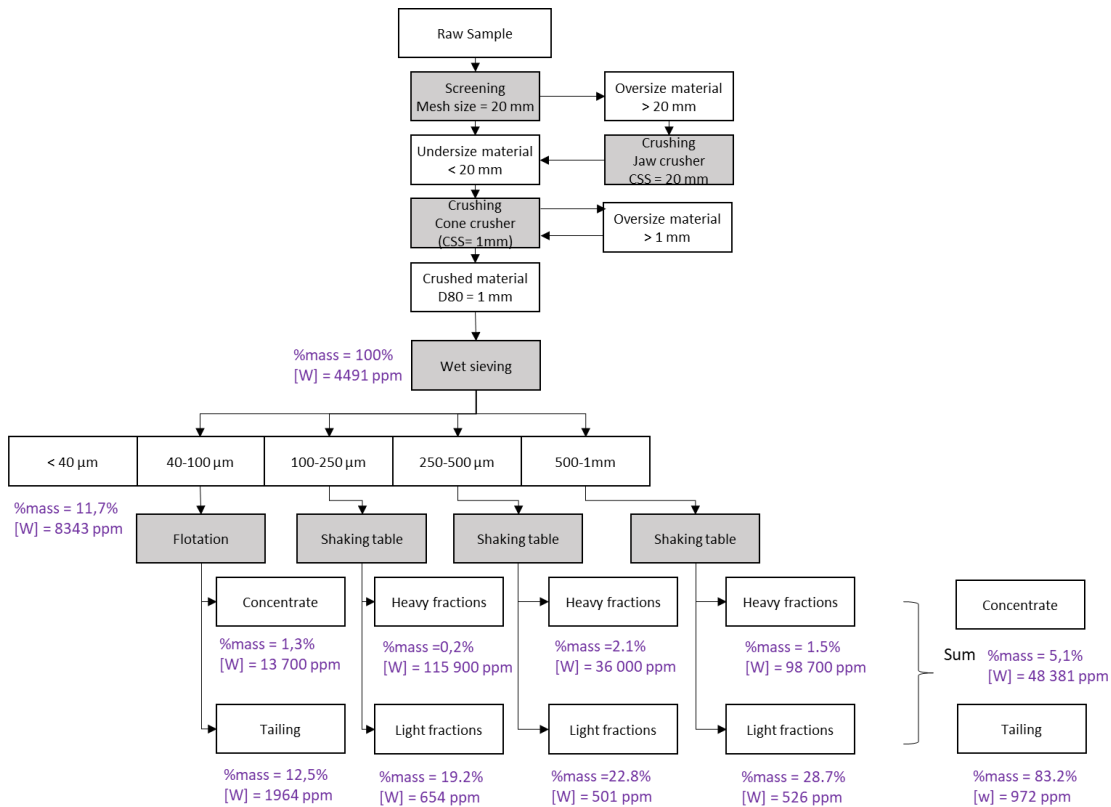 Raw Sample
Screening
Mesh size = 20 mm
Oversize material
> 20 mm
Undersize material
< 20 mm
Crushing
Jaw crusher
CSS = 20 mm
Crushing
Cone crusher
(CSS= 1mm)
Oversize material
> 1 mm
Crushed material
D80 = 1 mm
%mass = 100%
[W] = 4491 ppm
Wet sieving
< 40 µm
40-100 µm
100-250 µm
250-500 µm
500-1mm
%mass = 11,7%
[W] = 8343 ppm
Flotation
Shaking table
Shaking table
Shaking table
Concentrate
Heavy fractions
Heavy fractions
Heavy fractions
Concentrate
%mass = 1,3%
[W] = 13 700 ppm
%mass =0,2%
[W] = 115 900 ppm
%mass =2.1%
[W] = 36 000 ppm
%mass = 1.5%
[W] = 98 700 ppm
Sum
%mass = 5,1%
[W] = 48 381 ppm
Tailing
Light fractions
Light fractions
Light fractions
Tailing
%mass = 12,5%
[W] = 1964 ppm
%mass = 19.2%
[W] = 654 ppm
%mass =22.8%
[W] = 501 ppm
%mass = 28.7%
[W] = 526 ppm
%mass = 83.2%
[w] = 972 ppm